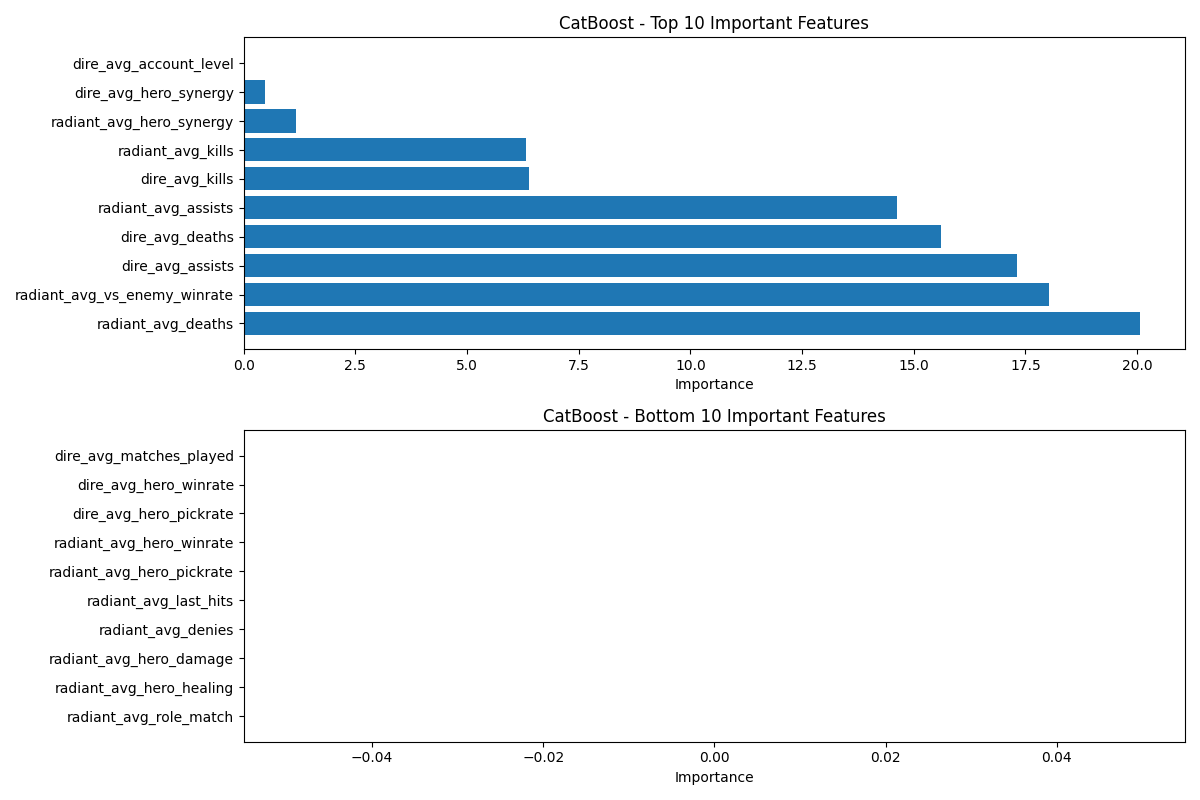 CatBoost - Top 10 Important Features
dire_avg_account_level
dire_avg_hero_synergy
radiant_avg_hero_synergy
radiant_avg_kills
dire_avg_kills
radiant_avg_assists
dire_avg_deaths
dire_avg_assists
radiant_avg_vs_enemy_winrate
radiant_avg_deaths
0.0 2.5 5.0 7.5 10.0 12.5 15.0 17.5 20.0
Importance
CatBoost - Bottom 10 Important Features
dire_avg_matches_played
dire_avg_hero_winrate
dire_avg_hero_pickrate
radiant_avg_hero_winrate
radiant_avg_hero_pickrate
radiant_avg_last_hits
radiant_avg_denies
radiant_avg_hero_damage
radiant_avg_hero_healing
radiant_avg_role_match
−0.04 −0.02 0.00 0.02 0.04
Importance